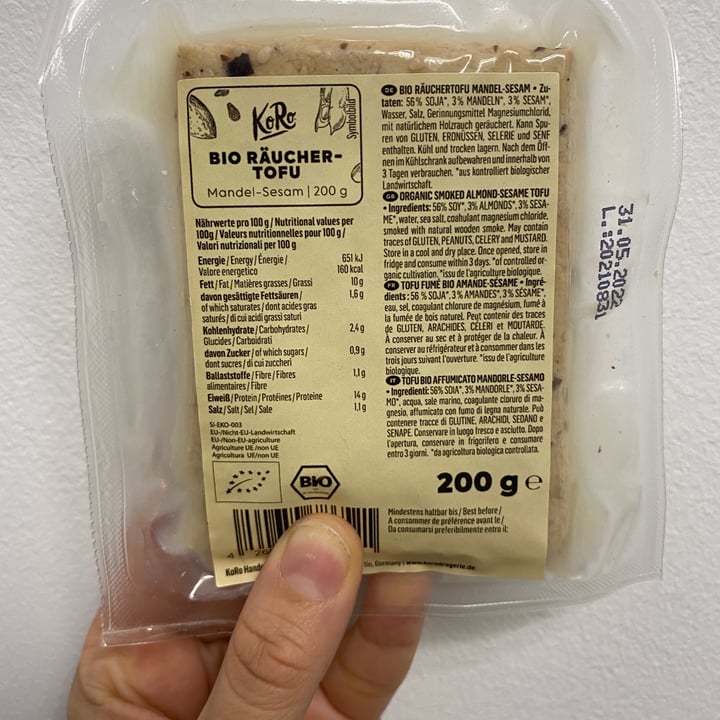 KoRo
Symbolbild
BIO RÄUCHER-
TOFU
Mandel-Sesam | 200 g
Nährwerte pro 100 g / Nutritional values per
100g / Valeurs nutritionnelles pour 100 g /
Valori nutrizionali per 100 g
Energie / Energy / Énergie / 651 kJ
Valore energetico 160 kcal
Fett / Fat / Matières grasses / Grassi 10 g
davon gesättigte Fettsäuren / 1,6 g
of which saturates / dont acides gras
saturés / di cui acidi grassi saturi
Kohlenhydrate / Carbohydrates / 2,4 g
Glucides / Carboidrati
davon Zucker / of which sugars / 0,9 g
dont sucres / di cui zuccheri
Ballaststoffe / Fibre / Fibres 1,1 g
alimentaires / Fibre
Eiweiß / Protein / Protéines / Proteine 14 g
Salz / Salt / Sel / Sale 1,1 g
SI-EKO-003
EU-/Nicht-EU-Landwirtschaft
EU-/Non-EU-agriculture
Agriculture UE / non UE
Agricoltura UE / non UE
BIO
4 26
KoRo Hande
DE BIO RÄUCHERTOFU MANDEL-SESAM • Zu-
taten: 56% SOJA*, 3% MANDELN*, 3% SESAM*,
Wasser, Salz, Gerinnungsmittel Magnesiumchlorid,
mit natürlichem Holzrauch geräuchert. Kann Spu-
ren von GLUTEN, ERDNÜSSEN, SELERIE und SENF
enthalten. Kühl und trocken lagern. Nach dem Öff-
nen im Kühlschrank aufbewahren und innerhalb von
3 Tagen verbrauchen. *aus kontrolliert biologischer
Landwirtschaft.
GB ORGANIC SMOKED ALMOND-SESAME TOFU
• Ingredients: 56% SOY*, 3% ALMONDS*, 3% SESA-
ME*, water, sea salt, coahulant magnesium chloride,
smoked with natural wooden smoke. May contain
traces of GLUTEN, PEANUTS, CELERY and MUSTARD.
Store in a cool and dry place. Once opened, store in
fridge and consume within 3 days. *of controlled or-
ganic cultivation. *issu de l'agriculture biologique.
FR TOFU FUMÉ BIO AMANDE-SÉSAME • Ingré-
dients: 56 % SOJA*, 3 % AMANDES*, 3% SÉSAME*,
eau, sel, coagulant chlorure de magnésium, fumé à
la fumée de bois naturel. Peut contenir des traces
de GLUTEN, ARACHIDES, CÉLERI et MOUTARDE.
À conserver au sec et à protéger de la chaleur. À
conserver au réfrigérateur et à consommer dans les
trois jours suivant l'ouverture. *issu de l'agriculture
biologique.
IT TOFU BIO AFFUMICATO MANDORLE-SESAMO
• Ingredienti: 56% SOIA*, 3% MANDORLE*, 3% SESA-
MO*, acqua, sale marino, coagulante cloruro di ma-
gnesio, affumicato con fumo di legna naturale. Può
contenere tracce di GLUTINE, ARACHIDI, SEDANO e
SENAPE. Conservare in luogo fresco e asciutto. Dopo
l'apertura, conservare in frigorifero e consumare
entro 3 giorni. *da agricoltura biologica controllata.
200 g e
Mindestens haltbar bis / Best before /
À consommer de préférence avant le /
Da consumarsi preferibilmente entro il:
lin, Germany | www.korodrogerie.de
31.05.2022
L.:20210831